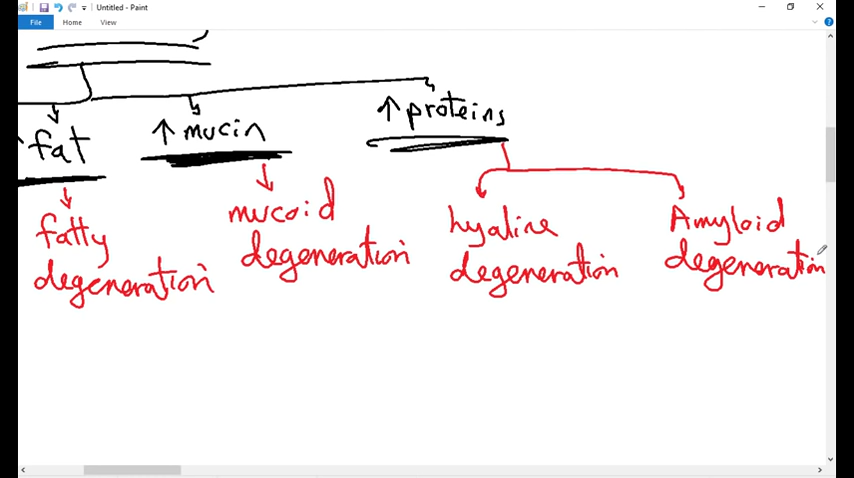 Untitled - Paint
File Home View
↑ fat ↑ mucin ↑ proteins
fatty degeneration
mucoid degeneration
hyaline degeneration
Amyloid degeneration